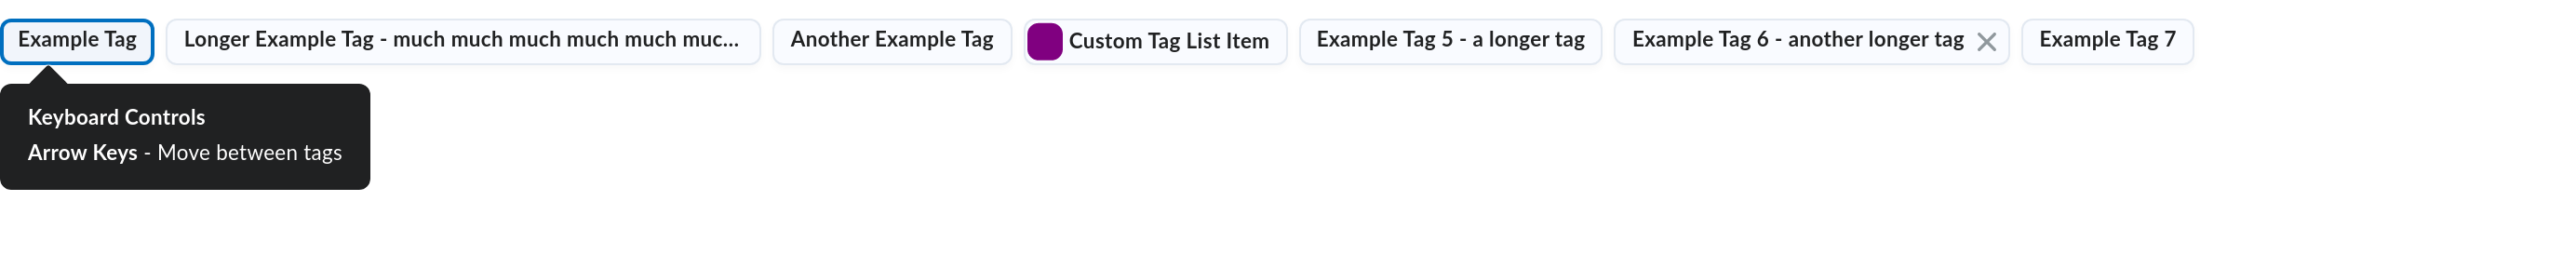 Example Tag Longer Example Tag - much much much much much muc... Another Example Tag Custom Tag List Item Example Tag 5 - a longer tag Example Tag 6 - another longer tag Example Tag 7
Keyboard Controls
Arrow Keys - Move between tags